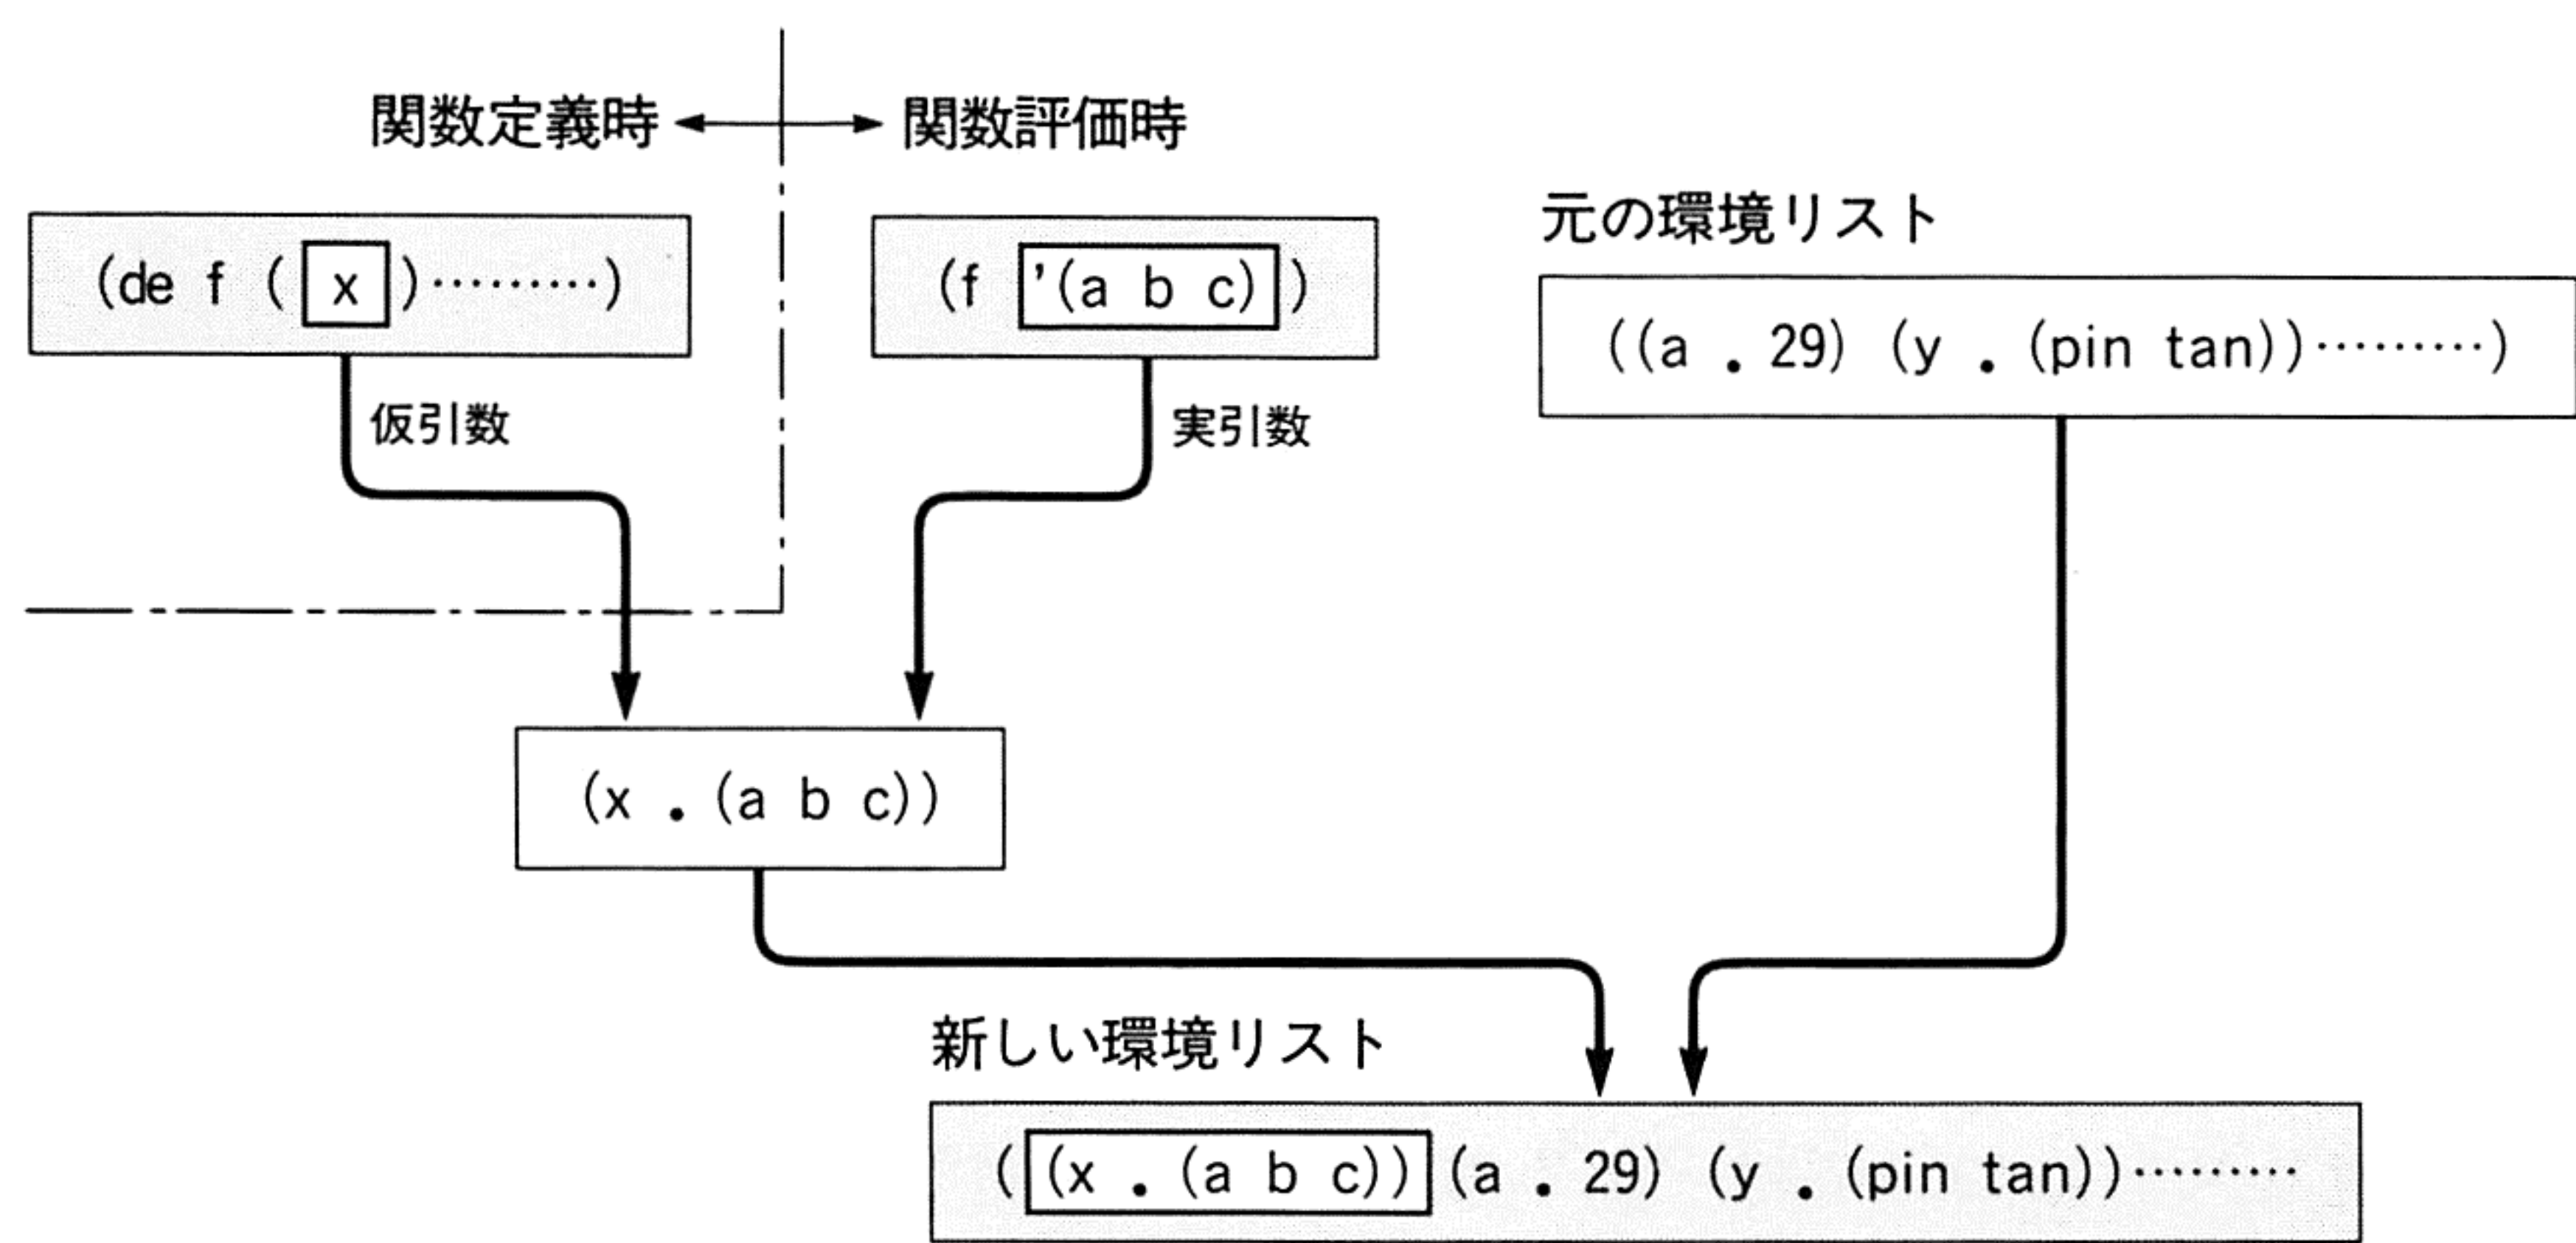 関数定義時
関数評価時
元の環境リスト
(de f ( x )·········)
(f '(a b c) )
((a . 29) (y . (pin tan))·········)
仮引数
実引数
(x . (a b c))
新しい環境リスト
( (x . (a b c)) (a . 29) (y . (pin tan))·········